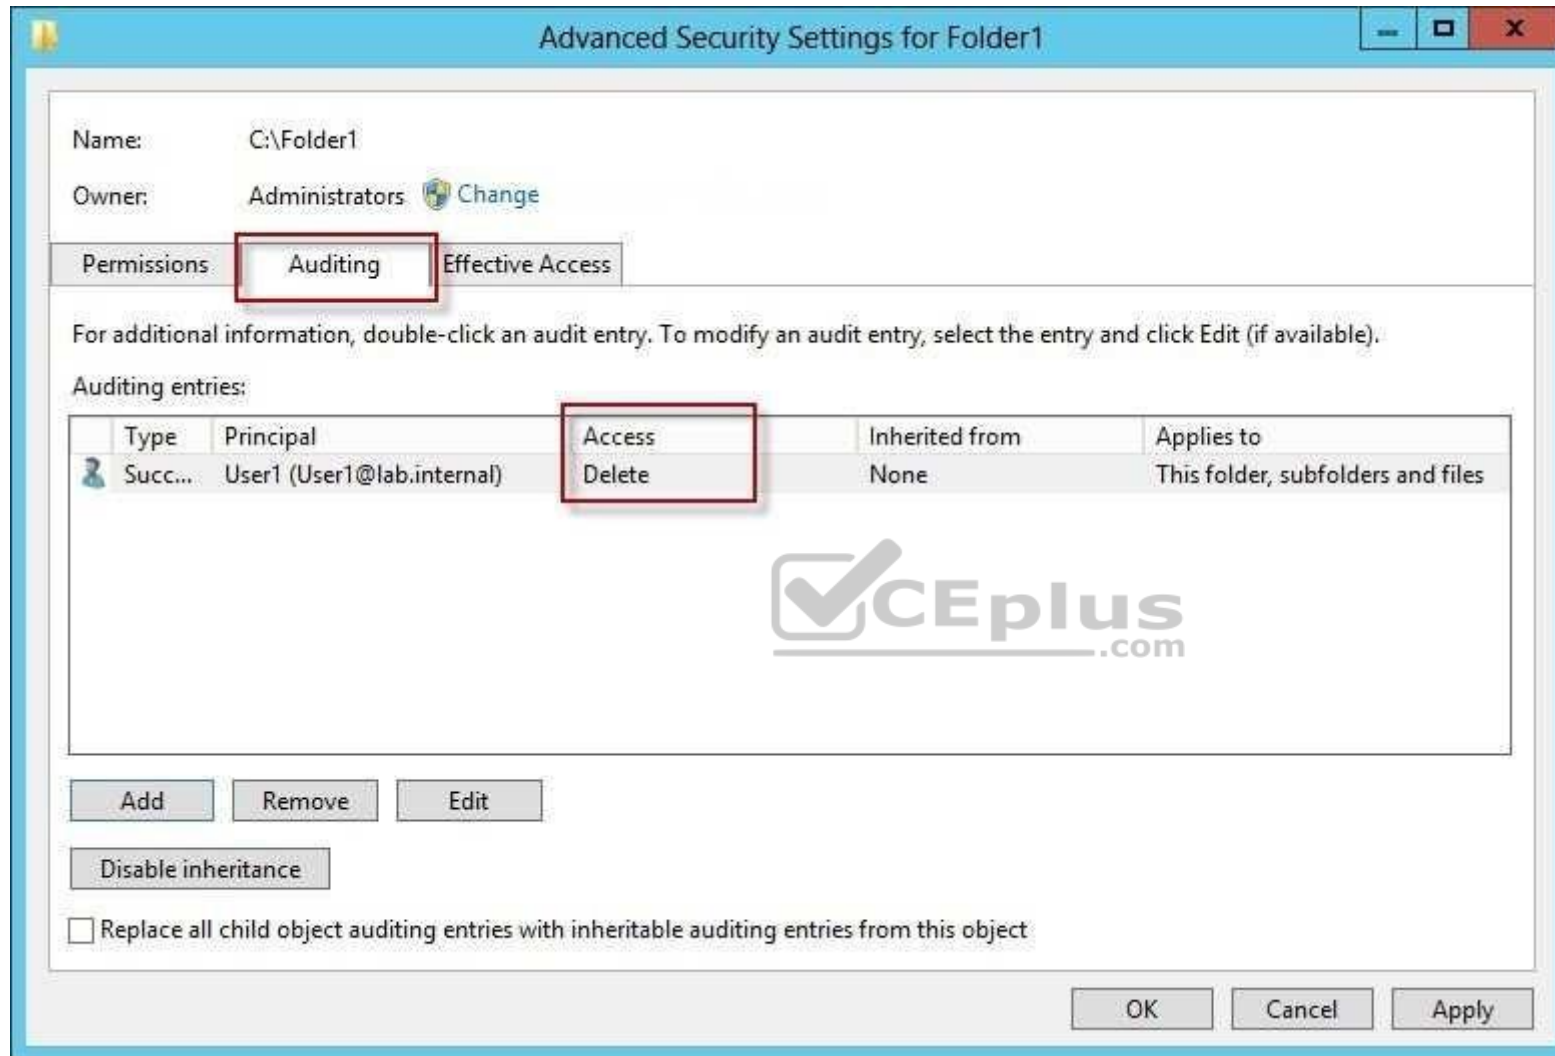 Advanced Security Settings for Folder1
Name: C:\Folder1
Owner: Administrators Change
Permissions Auditing Effective Access
For additional information, double-click an audit entry. To modify an audit entry, select the entry and click Edit (if available).
Auditing entries:
Type Principal Access Inherited from Applies to
Succ... User1 (User1@lab.internal) Delete None This folder, subfolders and files
CEplus
.com
Add Remove Edit
Disable inheritance
Replace all child object auditing entries with inheritable auditing entries from this object
OK Cancel Apply